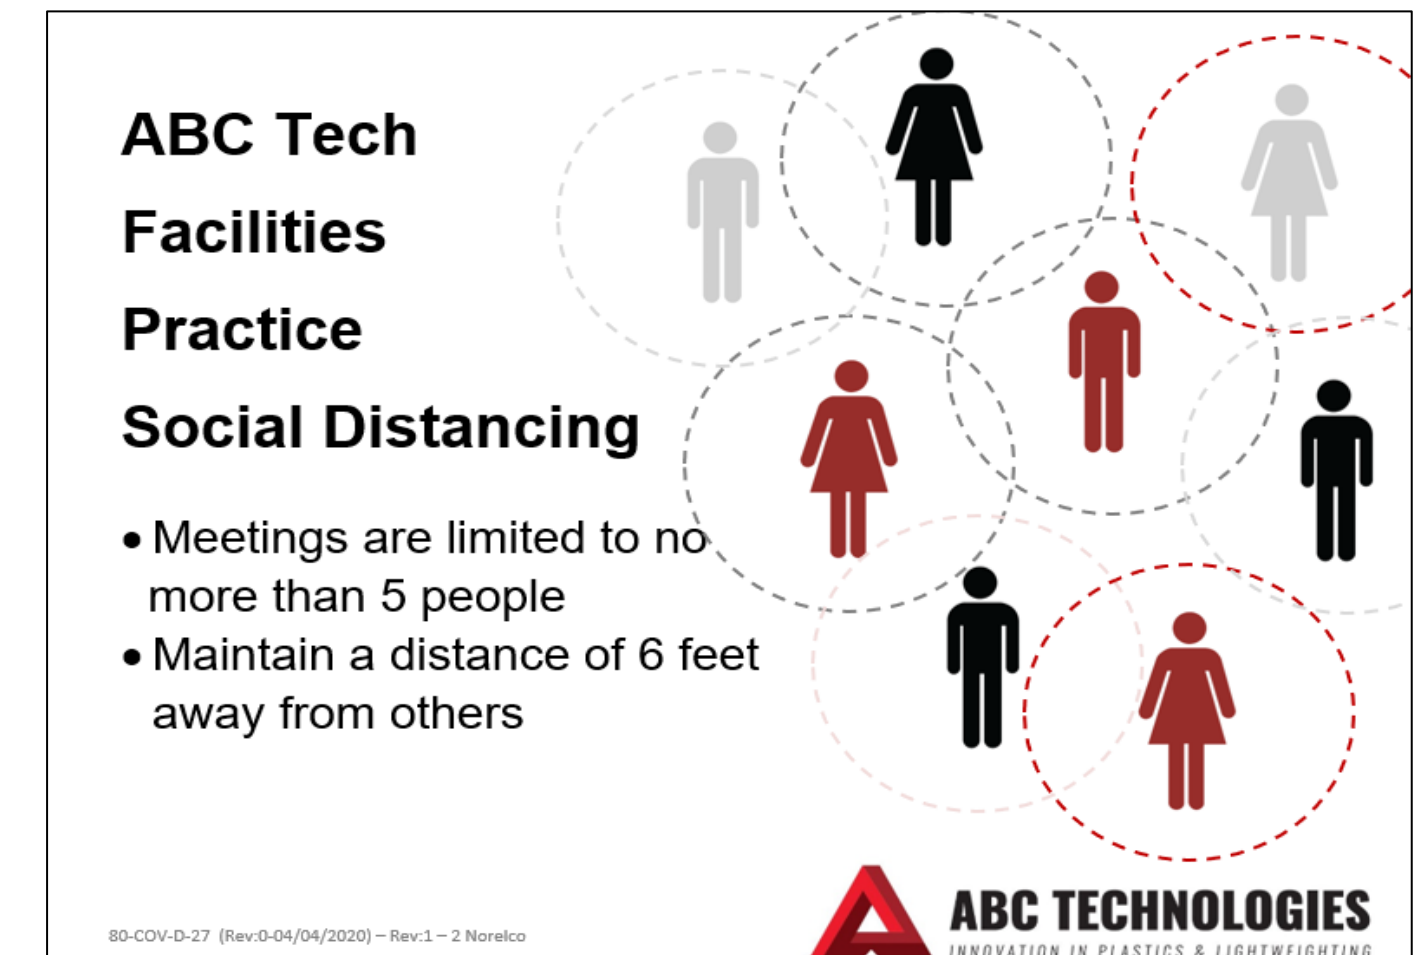 ABC Tech
Facilities
Practice
Social Distancing
• Meetings are limited to no
more than 5 people
• Maintain a distance of 6 feet
away from others
80-COV-D-27 (Rev:0-04/04/2020) – Rev:1 – 2 Norelco
ABC TECHNOLOGIES
INNOVATION IN PLASTICS & LIGHTWEIGHTING